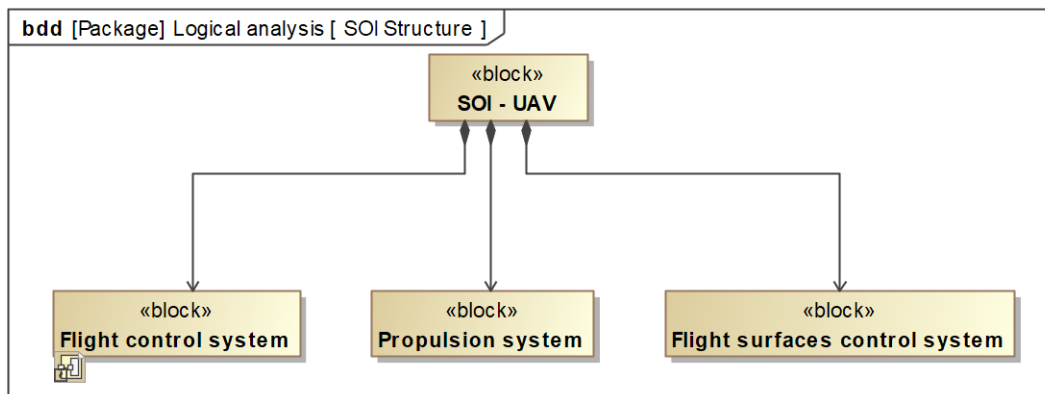 bdd [Package] Logical analysis [ SOI Structure ]
«block»
SOI - UAV
«block»
Flight control system
«block»
Propulsion system
«block»
Flight surfaces control system